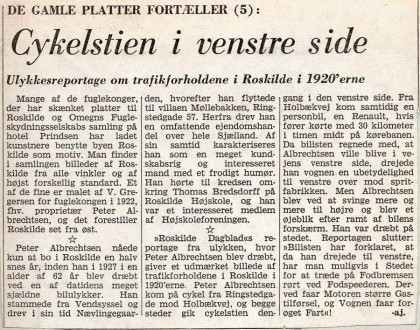 DE GAMLE PLATTER FORTÆLLER (5):
Cykelstien i venstre side
Ulykkesreportage om trafikforholdene i Roskilde i 1920'erne
Mange af de fuglekonger,
der har skænket platter til
Roskilde og Omegns Fugle-
skydningsselskabs samling på
hotel Prindsen har ladet
kunstnere benytte byen Ros-
kilde som motiv. Man finder
i samlingen billeder af Ros-
kilde fra alle vinkler og af
højst forskellig standard. Et
af de fine er malet af V. Gre-
gersen for fuglekongen i 1922,
fhv. proprietær Peter Al-
brechtsen, og det forestiller
Roskilde set fra øst.
☆
Peter Albrechtsen nåede
kun at bo i Roskilde en halv
snes år, inden han i 1927 i en
alder af 62 år blev dræbt
ved en af datidens meget
sjældne bilulykker. Han
stammede fra Vendsyssel og
drev i sin tid Nævlingegaar-
den, hvorefter han flyttede
til villaen Møllebakken, Ring-
stedgade 57. Herfra drev han
en omfattende ejendomshan-
del over hele Sjælland. Af
sin samtid karakteriseres
han som en meget kund-
skabsrig og interesseret
mand med et frodigt humør.
Han hørte til kredsen om-
kring Thomas Bredsdorff på
Roskilde Højskole, og han
var et interesseret medlem
af Højskoleforeningen.
☆
»Roskilde Dagblad«s re-
portage fra ulykken, hvor
Peter Albrechtsen blev dræbt,
giver et udmærket billede af
trafikforholdene i Roskilde i
1920'erne. Peter Albrechtsen
kom på cykel fra Ringstedga-
de mod Holbækvej, og begge
steder gik cykelstien den-
gang i den venstre side. Fra
Holbækvej kom samtidig en
personbil, en Renault, hvis
fører kørte med 30 kilometer
i timen midt på kørebanen.
Da bilisten regnede med, at
Albrechtsen ville blive i ve-
jens venstre side, drejede
han vognen en ubetydelighed
til venstre over mod sprit-
fabrikken. Men Albrechtsen
blev ved at svinge mere og
mere til højre og blev et
øjeblik efter ramt af bilens
forskærm. Han var dræbt på
stedet. Reportagen slutter:
»Bilisten har forklaret, at
da han drejede til venstre,
har man muligvis i Stedet
for at træde på Fodbremsen
rørt ved Fodspeederen. Der-
ved faar Motoren større Gas-
tilførsel, og Vognen faar for-
øget Fart«! -aj.